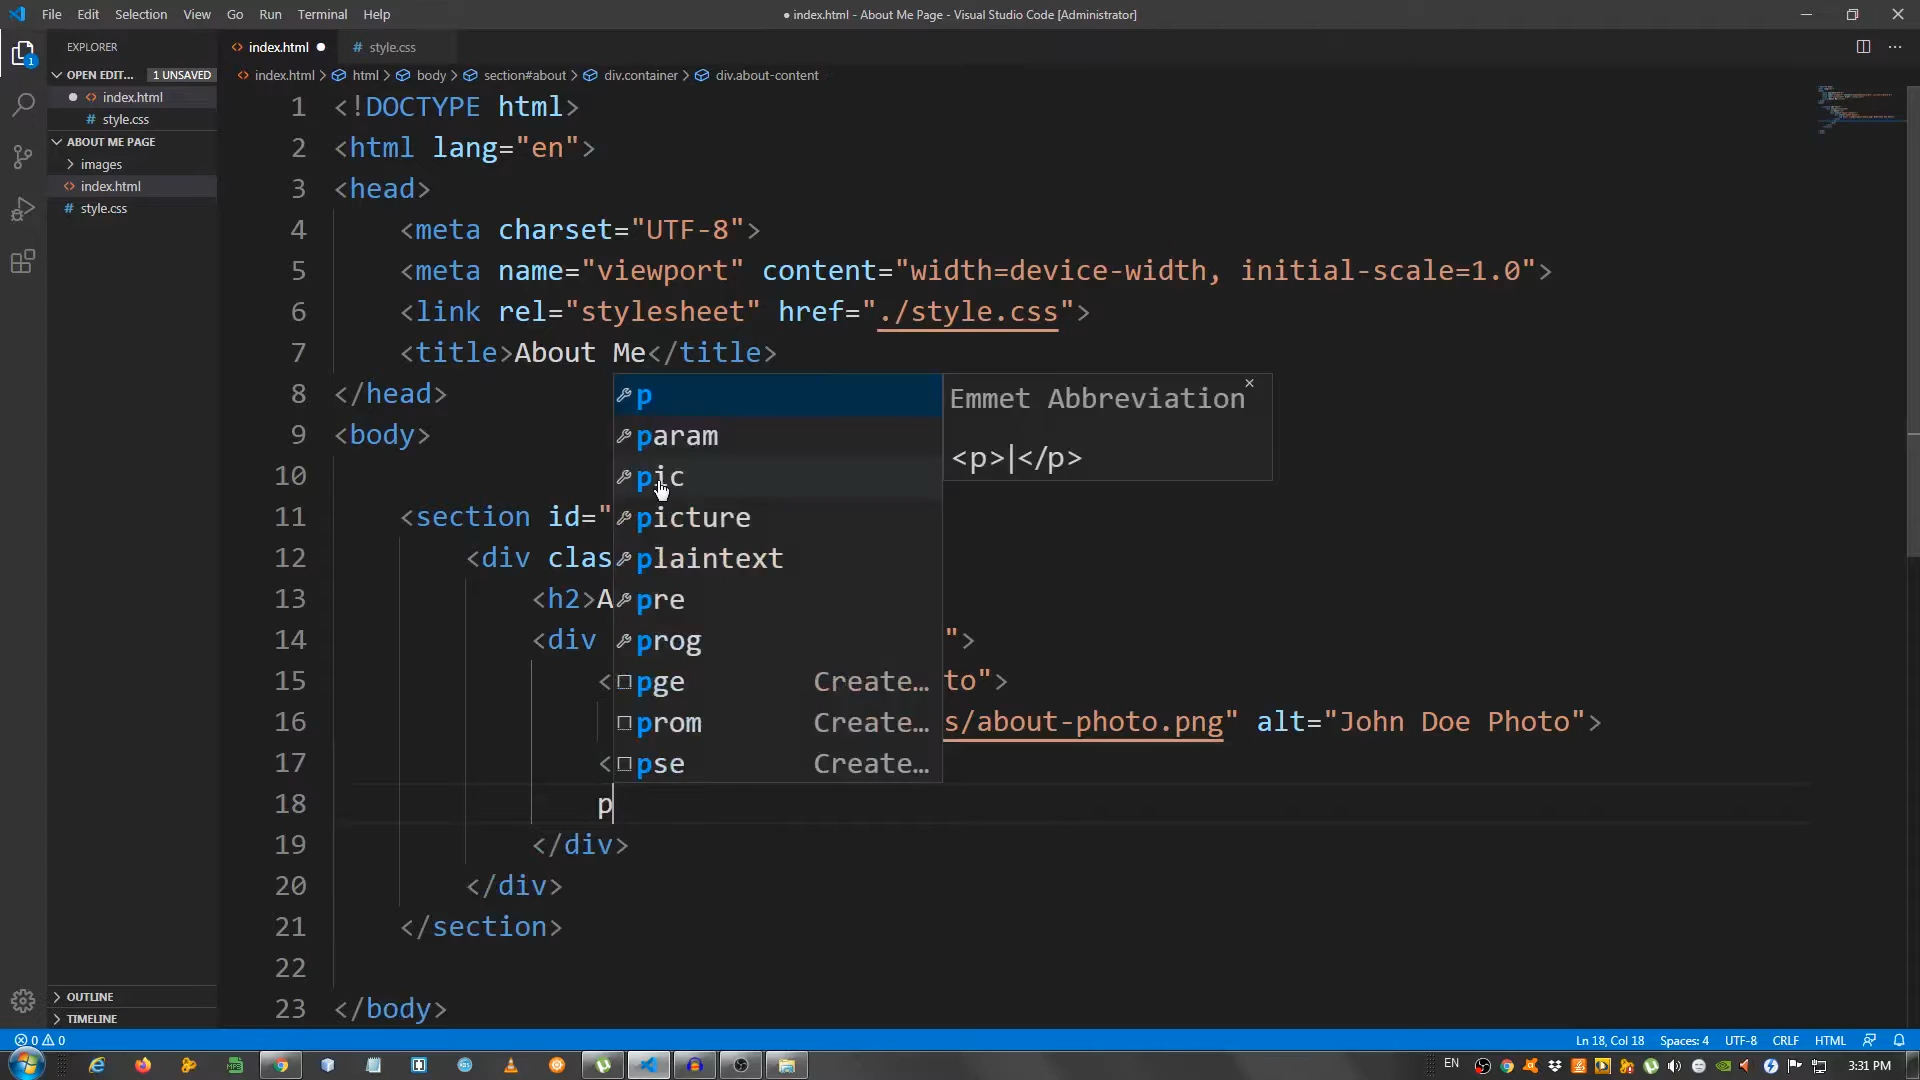 File Edit Selection View Go Run Terminal Help
● index.html - About Me Page - Visual Studio Code [Administrator]
EXPLORER
index.html
# style.css
OPEN EDIT... 1 UNSAVED
index.html > html > body > section#about > div.container > div.about-content
index.html
# style.css
ABOUT ME PAGE
images
index.html
# style.css
1 <!DOCTYPE html>
2 <html lang="en">
3 <head>
4 <meta charset="UTF-8">
5 <meta name="viewport" content="width=device-width, initial-scale=1.0">
6 <link rel="stylesheet" href="./style.css">
7 <title>About Me</title>
8 </head>
9 <body>
10
11 <section id="
12 <div clas
13 <h2>A
14 <div ">
15 < to">
16 s/about-photo.png" alt="John Doe Photo">
17 <
18 p
19 </div>
20 </div>
21 </section>
22
23 </body>
p
param
pic
picture
plaintext
pre
prog
pge Create...
prom Create...
pse Create...
Emmet Abbreviation
<p>|</p>
OUTLINE
TIMELINE
0 0
Ln 18, Col 18 Spaces: 4 UTF-8 CRLF HTML
EN
3:31 PM